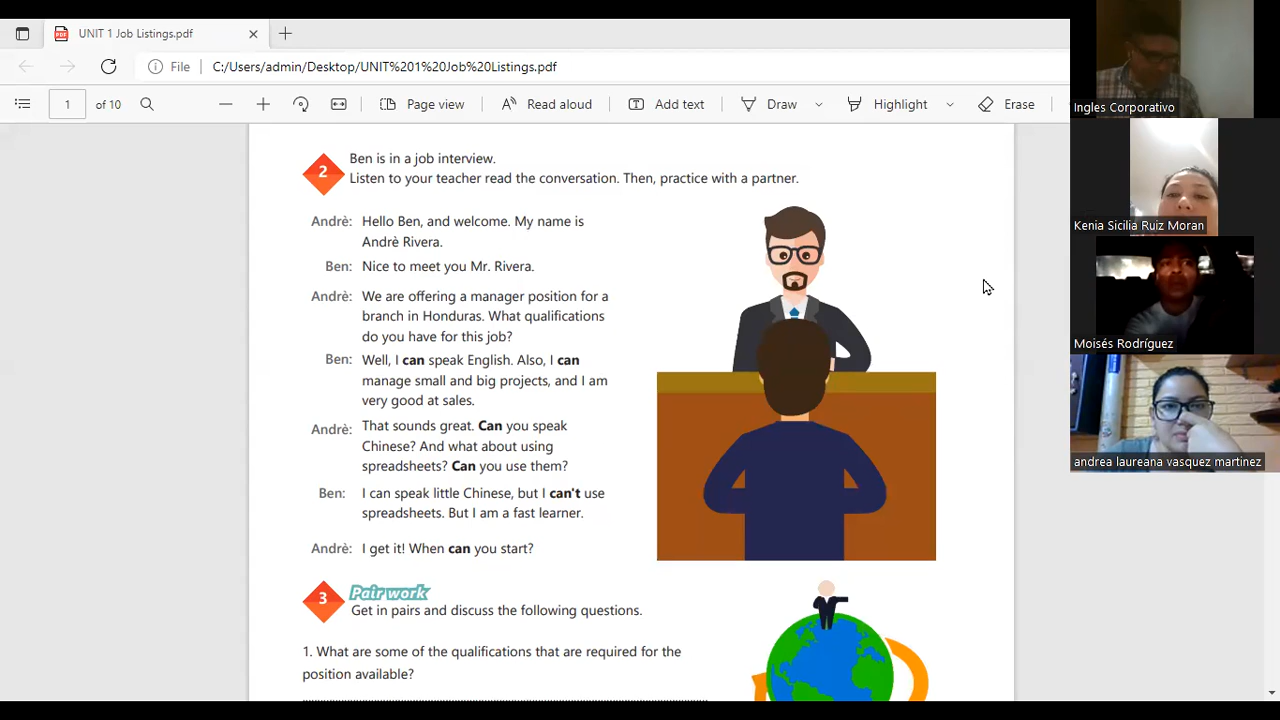 UNIT 1 Job Listings.pdf
File
C:/Users/admin/Desktop/UNIT%201%20Job%20Listings.pdf
1 of 10
Page view
Read aloud
Add text
Draw
Highlight
Erase
2
Ben is in a job interview.
Listen to your teacher read the conversation. Then, practice with a partner.
Andrè: Hello Ben, and welcome. My name is
Andrè Rivera.
Ben: Nice to meet you Mr. Rivera.
Andrè: We are offering a manager position for a
branch in Honduras. What qualifications
do you have for this job?
Ben: Well, I can speak English. Also, I can
manage small and big projects, and I am
very good at sales.
Andrè: That sounds great. Can you speak
Chinese? And what about using
spreadsheets? Can you use them?
Ben: I can speak little Chinese, but I can't use
spreadsheets. But I am a fast learner.
Andrè: I get it! When can you start?
3
Pair work
Get in pairs and discuss the following questions.
1. What are some of the qualifications that are required for the
position available?
Ingles Corporativo
Kenia Sicilia Ruiz Moran
Moisés Rodríguez
andrea laureana vasquez martinez